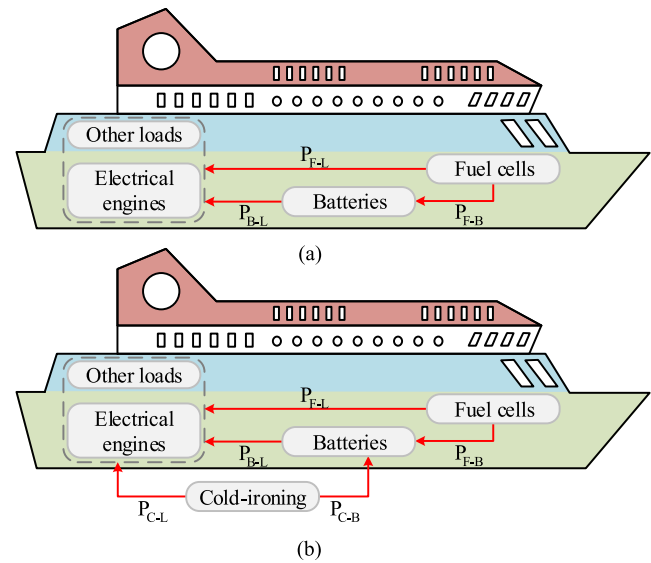 Other loads
P_F-L
Fuel cells
Electrical
engines
Batteries
P_B-L
P_F-B
(a)
Other loads
P_F-L
Fuel cells
Electrical
engines
Batteries
P_B-L
P_F-B
Cold-ironing
P_C-L
P_C-B
(b)